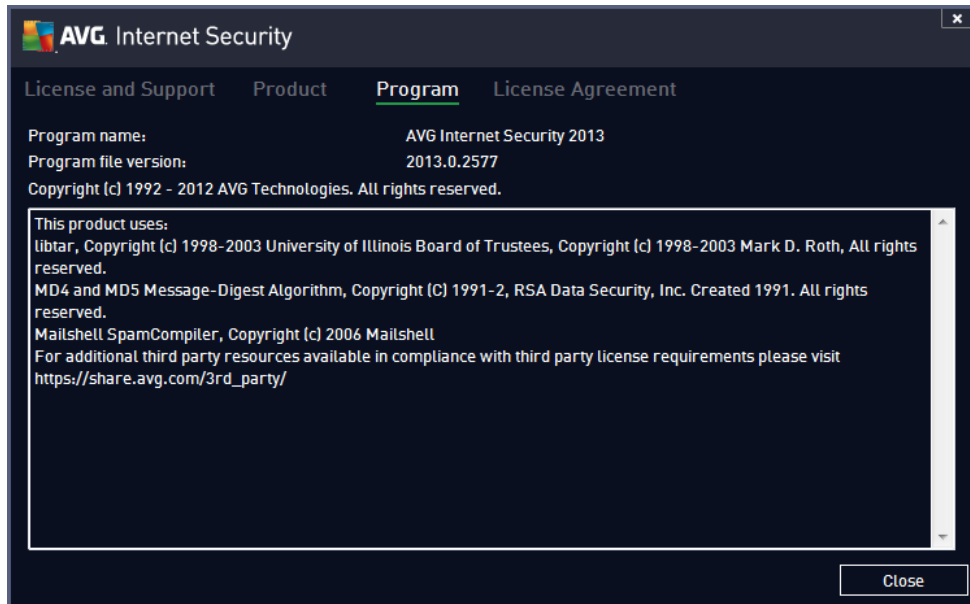 AVG. Internet Security
x
License and Support Product Program License Agreement
Program name: AVG Internet Security 2013
Program file version: 2013.0.2577
Copyright (c) 1992 - 2012 AVG Technologies. All rights reserved.
This product uses:
libtar, Copyright (c) 1998-2003 University of Illinois Board of Trustees, Copyright (c) 1998-2003 Mark D. Roth, All rights
reserved.
MD4 and MD5 Message-Digest Algorithm, Copyright (C) 1991-2, RSA Data Security, Inc. Created 1991. All rights
reserved.
Mailshell SpamCompiler, Copyright (c) 2006 Mailshell
For additional third party resources available in compliance with third party license requirements please visit
https://share.avg.com/3rd_party/
Close